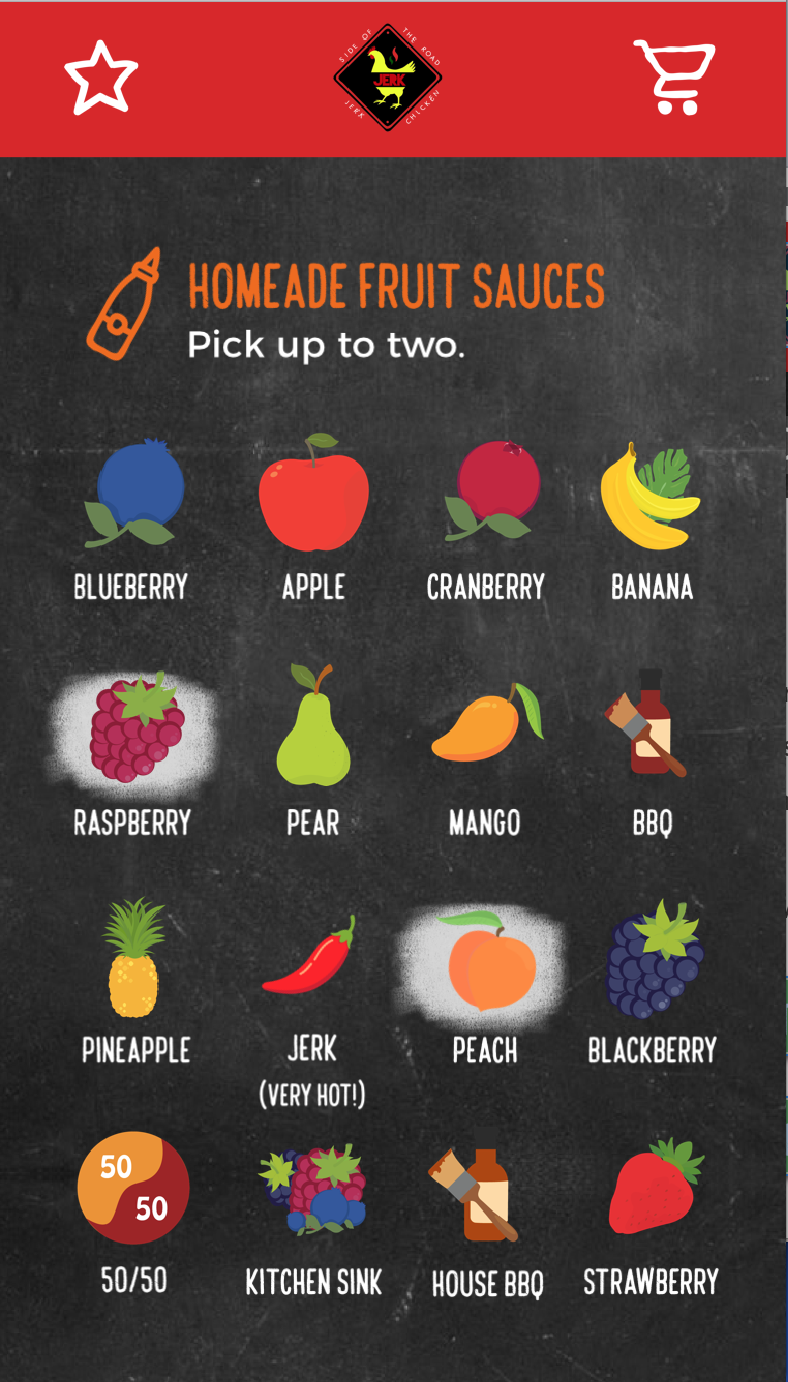 SIDE OF THE ROAD
JERK
JERK CHICKEN
HOMEADE FRUIT SAUCES
Pick up to two.
BLUEBERRY APPLE CRANBERRY BANANA
RASPBERRY PEAR MANGO BBQ
PINEAPPLE JERK PEACH BLACKBERRY
(VERY HOT!)
50
50
50/50 KITCHEN SINK HOUSE BBQ STRAWBERRY